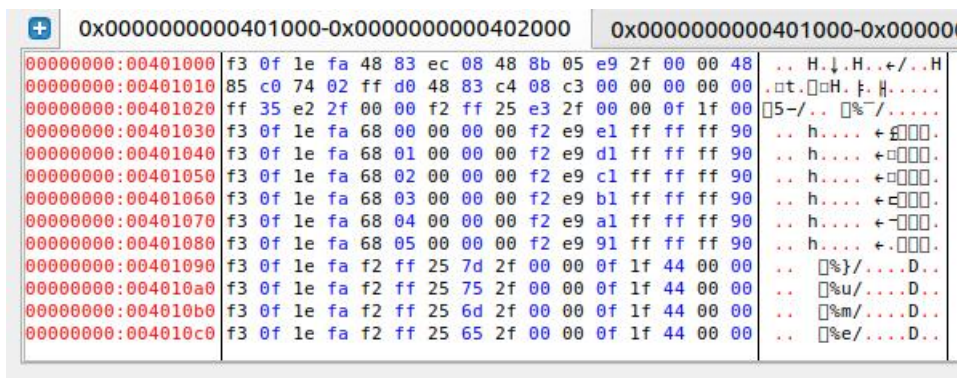 0x0000000000401000-0x0000000000402000 0x0000000000401000-0x00000
00000000:00401000 f3 0f 1e fa 48 83 ec 08 48 8b 05 e9 2f 00 00 48 .. H.↓.H..←/..H
00000000:00401010 85 c0 74 02 ff d0 48 83 c4 08 c3 00 00 00 00 00
00000000:00401020 ff 35 e2 2f 00 00 f2 ff 25 e3 2f 00 00 0f 1f 00
00000000:00401030 f3 0f 1e fa 68 00 00 00 00 f2 e9 e1 ff ff ff 90
00000000:00401040 f3 0f 1e fa 68 01 00 00 00 f2 e9 d1 ff ff ff 90
00000000:00401050 f3 0f 1e fa 68 02 00 00 00 f2 e9 c1 ff ff ff 90
00000000:00401060 f3 0f 1e fa 68 03 00 00 00 f2 e9 b1 ff ff ff 90
00000000:00401070 f3 0f 1e fa 68 04 00 00 00 f2 e9 a1 ff ff ff 90
00000000:00401080 f3 0f 1e fa 68 05 00 00 00 f2 e9 91 ff ff ff 90
00000000:00401090 f3 0f 1e fa f2 ff 25 7d 2f 00 00 0f 1f 44 00 00 .. %}/....D..
00000000:004010a0 f3 0f 1e fa f2 ff 25 75 2f 00 00 0f 1f 44 00 00 .. %u/....D..
00000000:004010b0 f3 0f 1e fa f2 ff 25 6d 2f 00 00 0f 1f 44 00 00 .. %m/....D..
00000000:004010c0 f3 0f 1e fa f2 ff 25 65 2f 00 00 0f 1f 44 00 00 .. %e/....D..